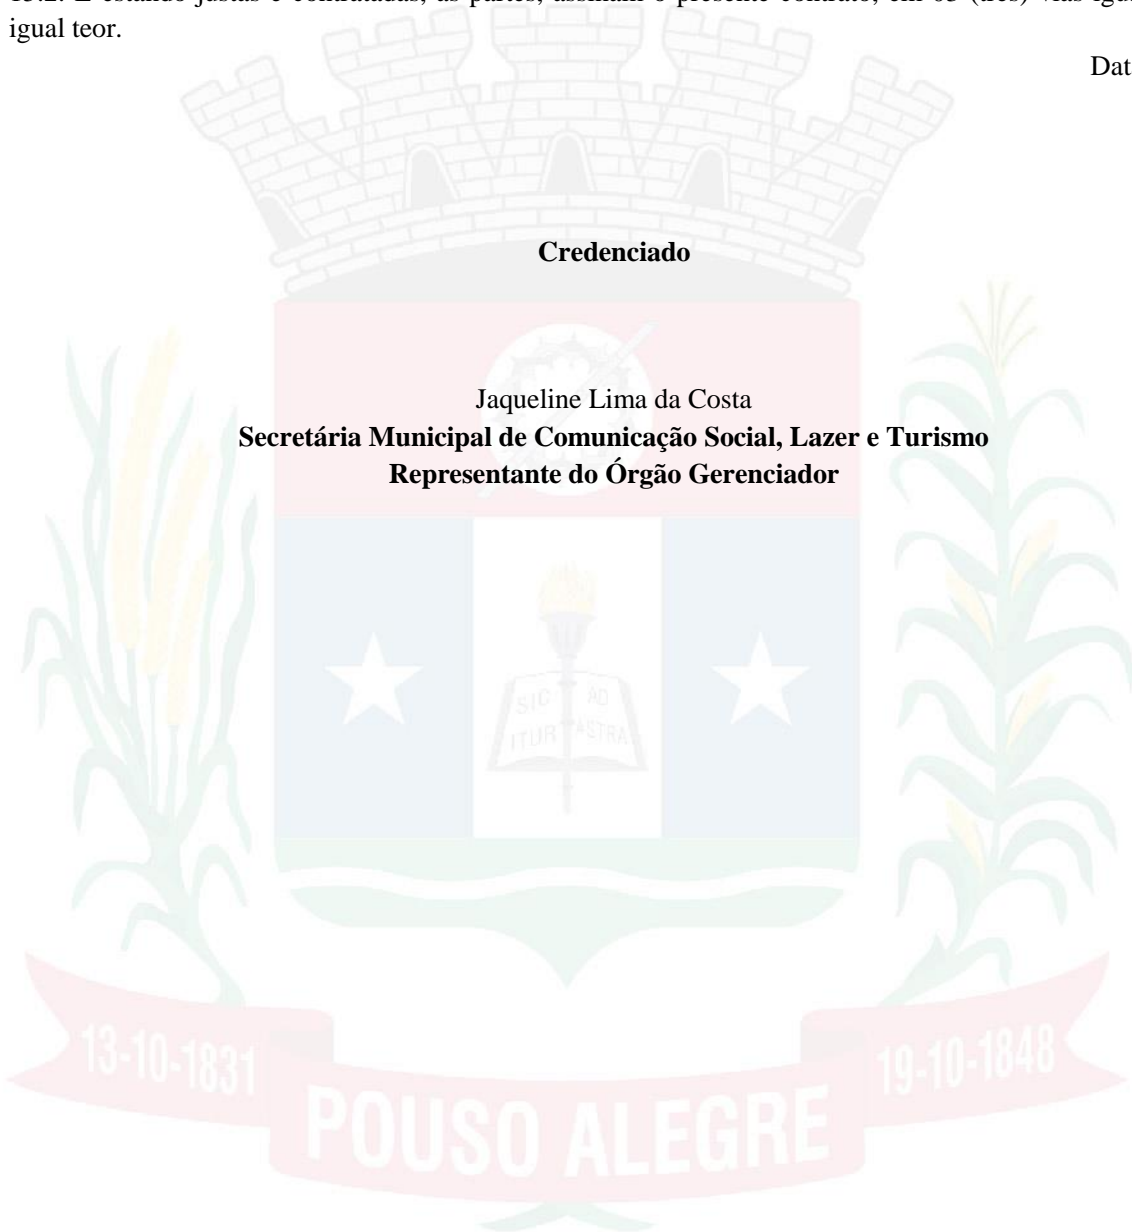 igual teor.
Dat
Credenciado
Jaqueline Lima da Costa
Secretária Municipal de Comunicação Social, Lazer e Turismo
Representante do Órgão Gerenciador
SIC AD
ITUR ASTRA
13-10-1831
19-10-1848
POUSO ALEGRE